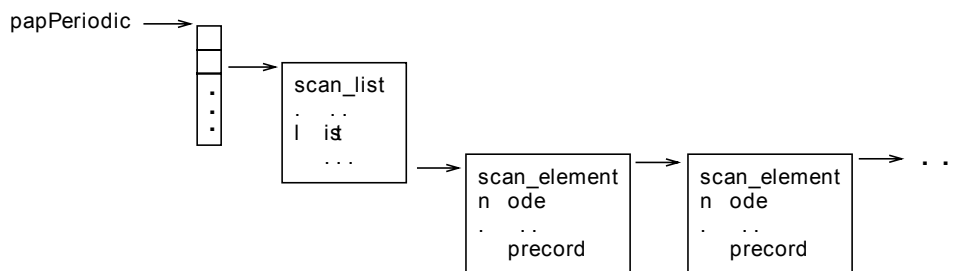 papPeriodic
.
.
.
scan_list
. . .
list
. . .
scan_element
node
. . .
precord
scan_element
node
. . .
precord
. .